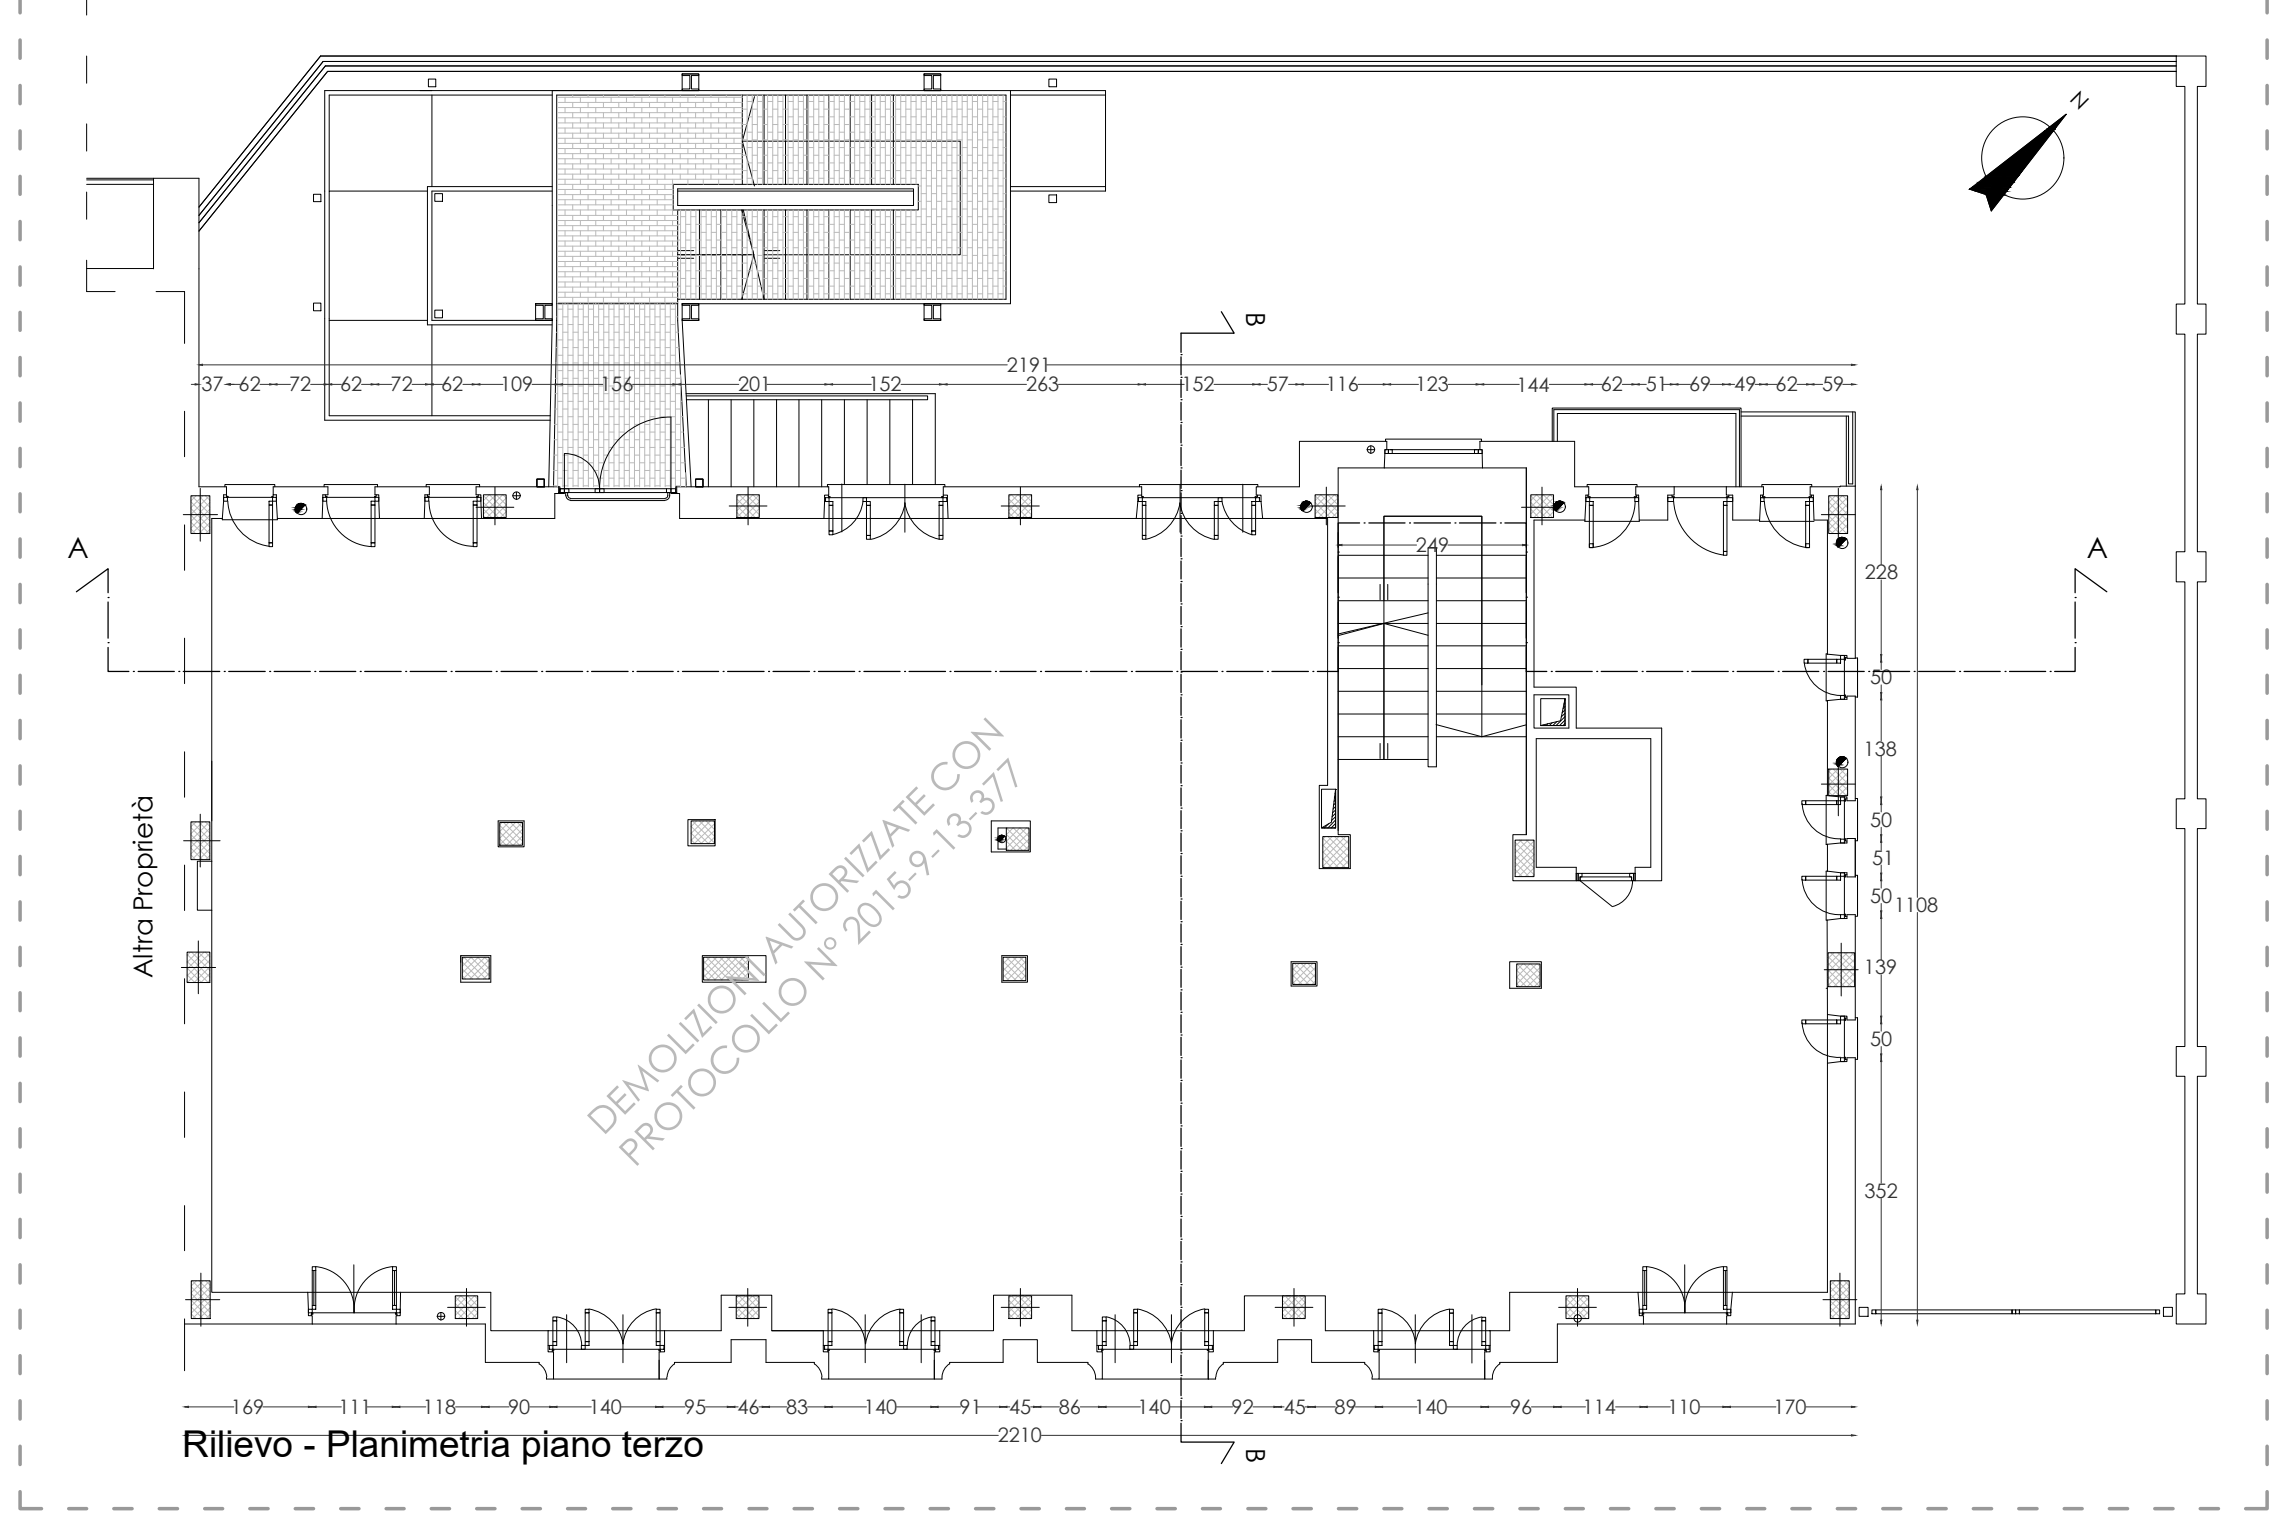 N
B
2191
37 62 72 62 72 62 109 156 201 152 263 152 57 116 123 144 62 51 69 49 62 59
A
A
249
228
50
138
50
51
50
1108
139
50
352
Altra Proprietà
DEMOLIZIONI AUTORIZZATE CON
PROTOCOLLO N° 2015-9-13-377
169 111 118 90 140 95 46 83 140 91 45 86 140 92 45 89 140 96 114 110 170
2210
Rilievo - Planimetria piano terzo
B